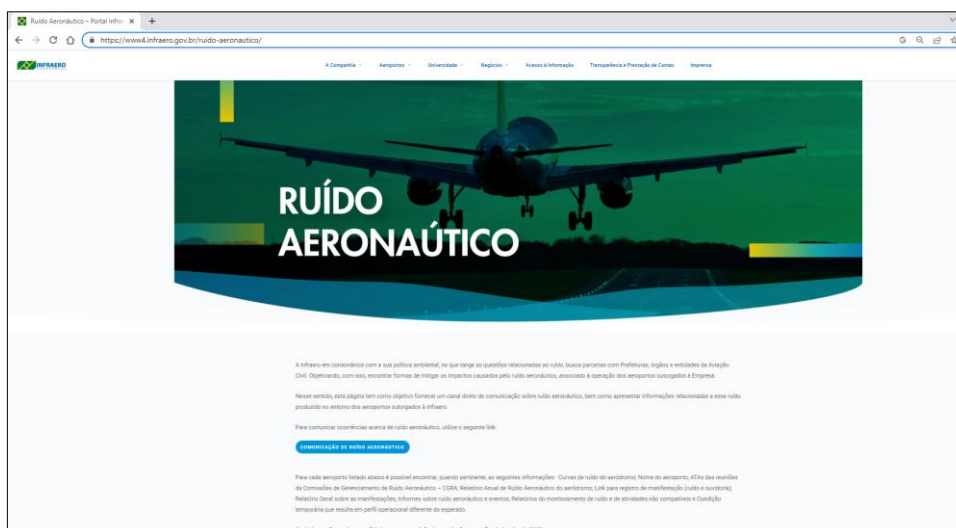 Ruído Aeronáutico – Portal Infra
https://www4.infraero.gov.br/ruido-aeronautico/
INFRAERO
A Companhia Aeroportos Universidade Negócios Acesso à Informação Transparência e Prestação de Contas Imprensa
RUÍDO
AERONAÚTICO
A Infraero em consonância com a sua política ambiental, no que tange as questões relacionadas ao ruído, busca parcerias com Prefeituras, órgãos e entidades da Aviação
Civil. Objetivando, com isso, encontrar formas de mitigar os impactos causados pelo ruído aeronáutico, associado à operação dos aeroportos outorgados à Empresa.
Nesse sentido, esta página tem como objetivo fornecer um canal direto de comunicação sobre ruído aeronáutico, bem como apresentar informações relacionadas a esse ruído
produzido no entorno dos aeroportos outorgados à Infraero
Para comunicar ocorrências acerca de ruído aeronáutico, utilize o seguinte link:
COMUNICAÇÃO DE RUÍDO AERONÁUTICO
Para cada aeroporto listado abaixo é possível encontrar, quando pertinente, as seguintes informações: Curvas de ruído do aeródromo; Nome do aeroporto; ATAs das reuniões
da Comissões de Gerenciamento de Ruído Aeronáutico – CGRA; Relatório Anual de Ruído Aeronáutico do aeródromo; Link para registro de manifestação (ruído e ouvidoria);
Relatório Geral sobre as manifestações; Informes sobre ruído aeronáutico e eventos; Relatórios do monitoramento de ruído e de atividades não compatíveis e Condição
temporária que resulta em perfil operacional diferente do esperado.